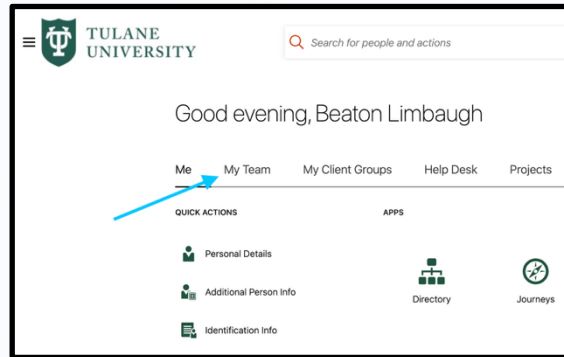 TULANE
UNIVERSITY
Search for people and actions
Good evening, Beaton Limbaugh
Me My Team My Client Groups Help Desk Projects
QUICK ACTIONS APPS
Personal Details
Additional Person Info
Directory Journeys
Identification Info